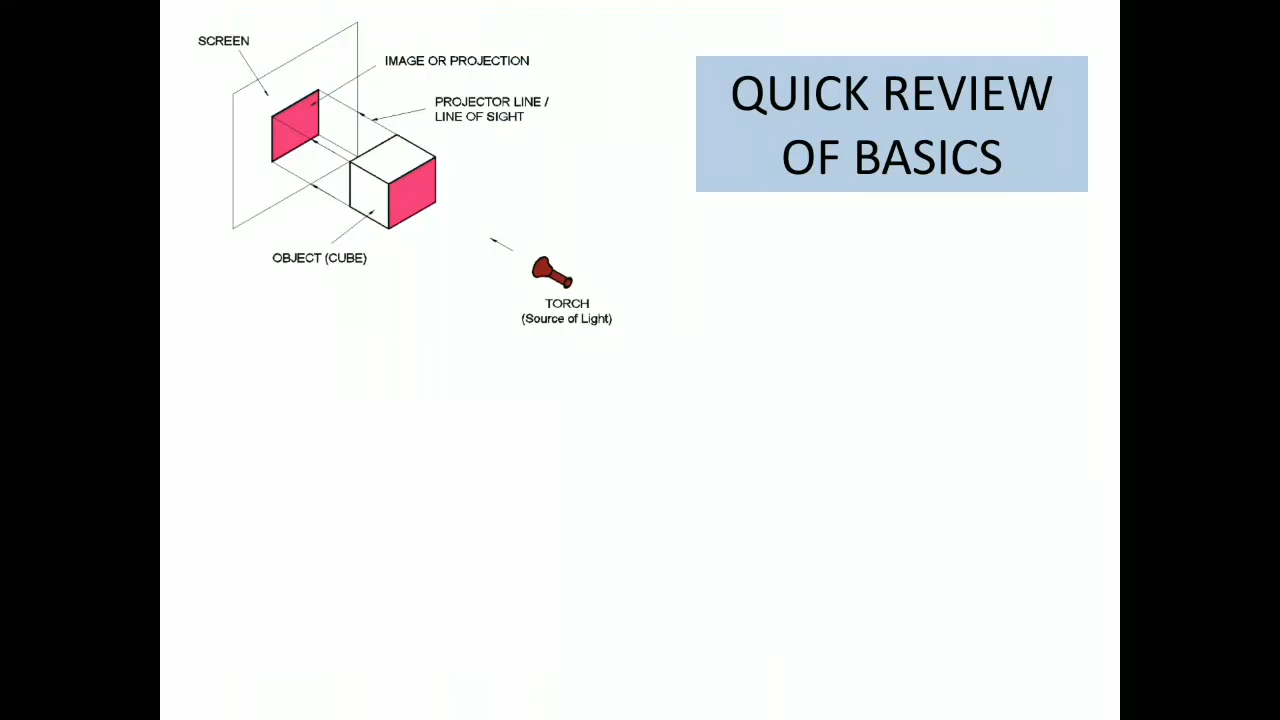 SCREEN
IMAGE OR PROJECTION
PROJECTOR LINE /
LINE OF SIGHT
OBJECT (CUBE)
TORCH
(Source of Light)
QUICK REVIEW
OF BASICS